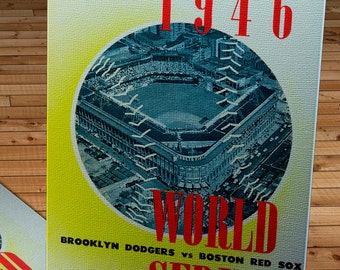 1946
WORLD
BROOKLYN DODGERS vs BOSTON RED SOX